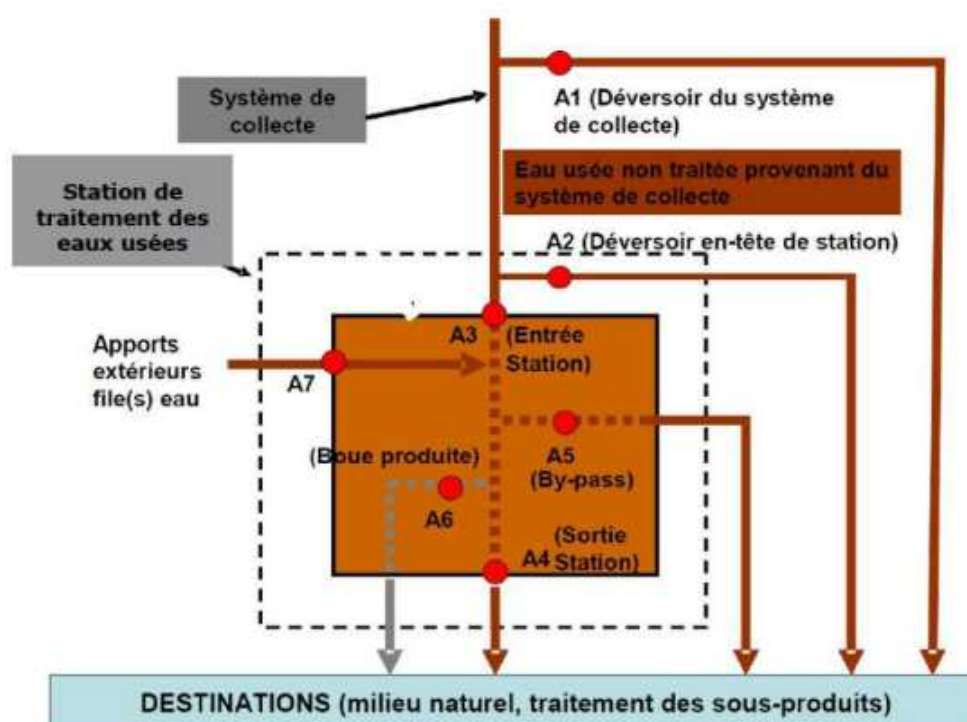 Système de
collecte
A1 (Déversoir du système
de collecte)
Eau usée non traitée provenant du
système de collecte
Station de
traitement des
eaux usées
A2 (Déversoir en-tête de station)
A3
(Entrée
Station)
Apports
extérieurs
file(s) eau
A7
(Boue produite)
A5
(By-pass)
A6
(Sortie
Station)
A4
DESTINATIONS (milieu naturel, traitement des sous-produits)